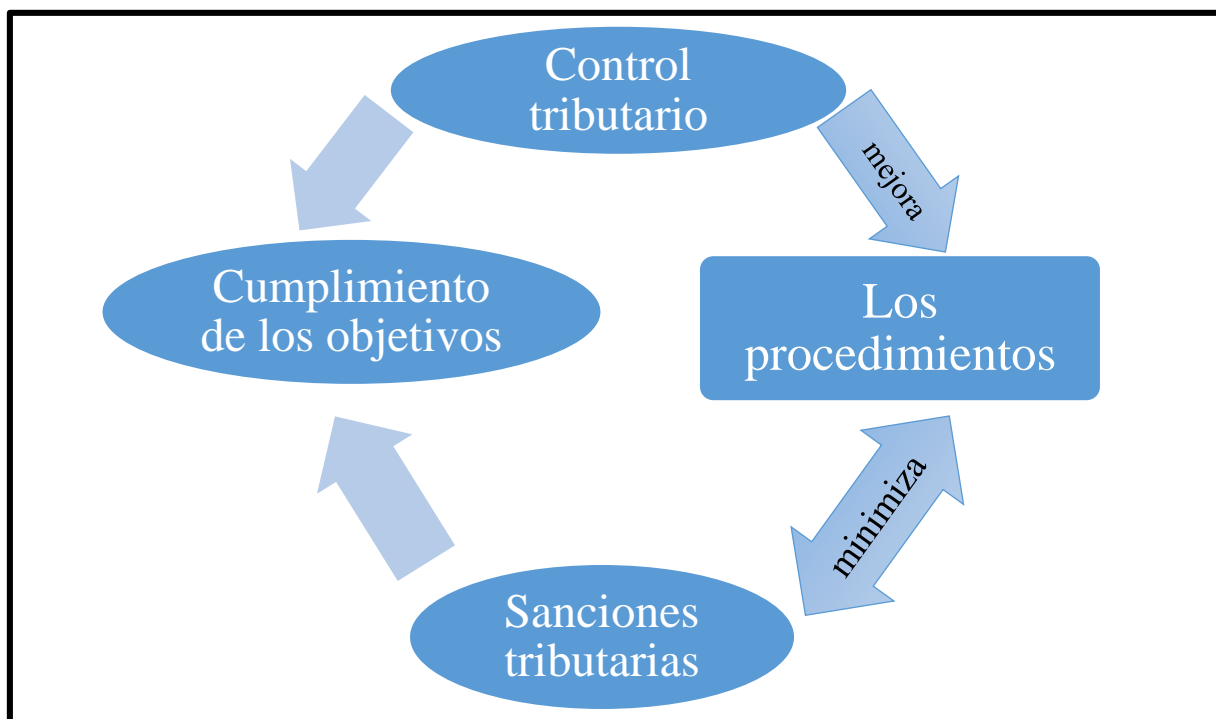 Control
tributario
mejora
Cumplimiento
de los objetivos
Los
procedimientos
minimiza
Sanciones
tributarias